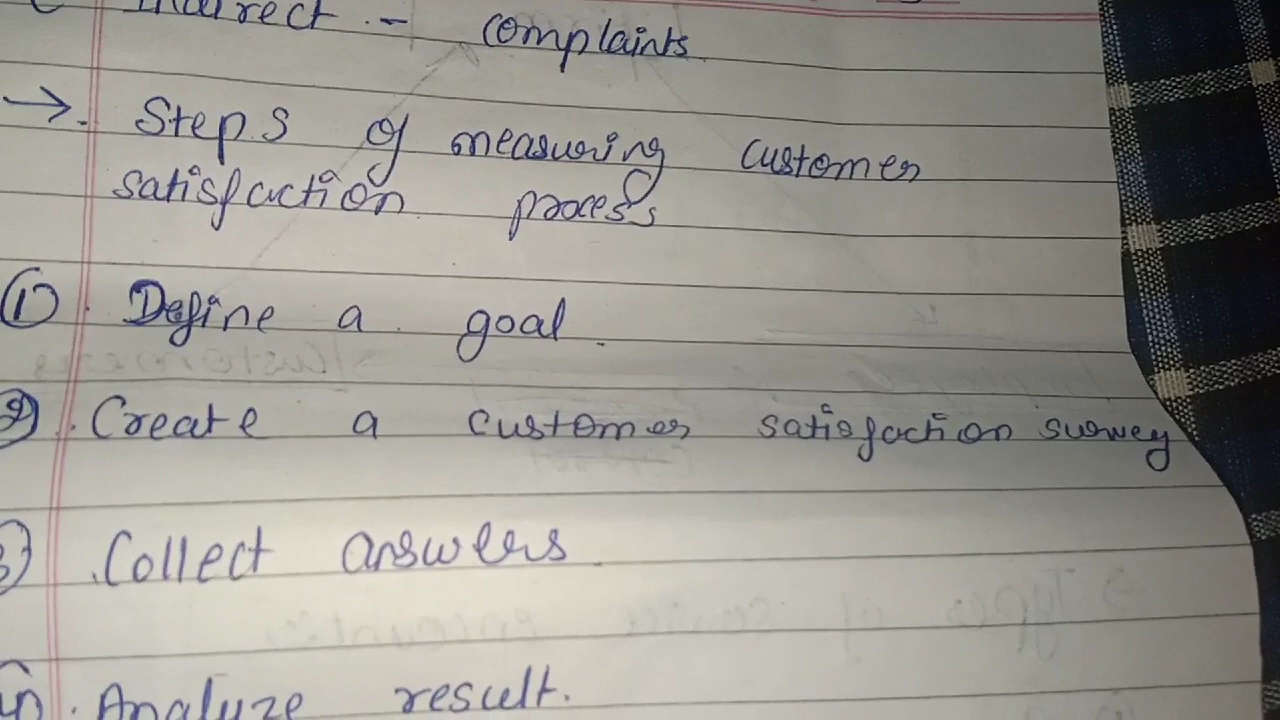 Indirect - complaints
→. Steps of measuring customer
satisfaction process
① Define a goal.
② Create a customer satisfaction survey
③ Collect answers.
④ Analyze result.